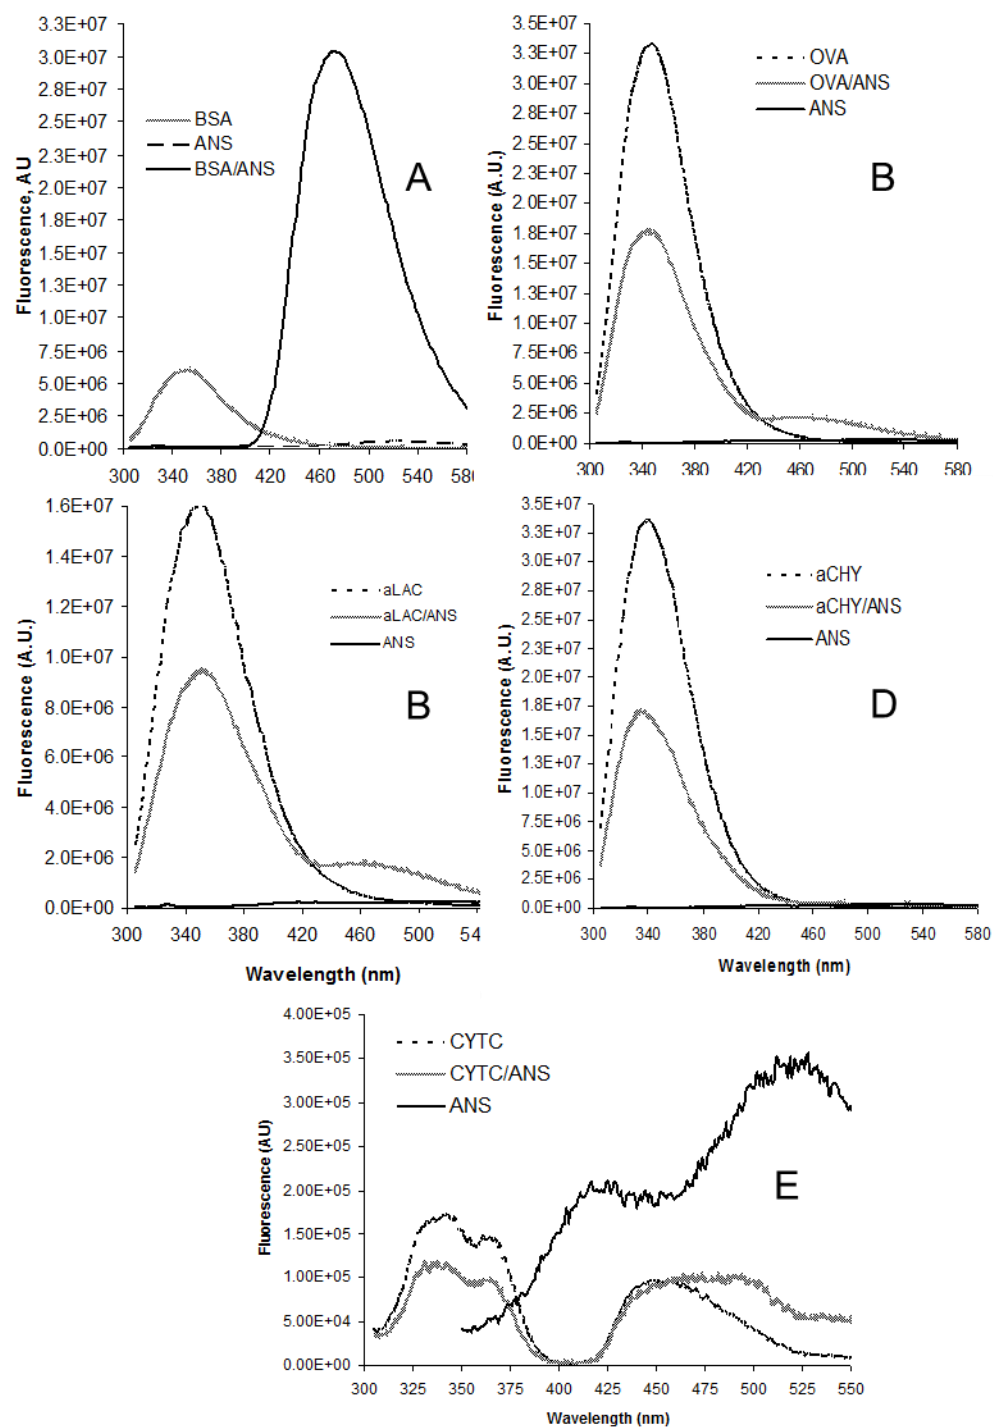 3.3E+07
3.0E+07
2.8E+07
2.5E+07
2.3E+07
2.0E+07
1.8E+07
1.5E+07
1.3E+07
1.0E+07
7.5E+06
5.0E+06
2.5E+06
0.0E+00
Fluorescence, AU
BSA
ANS
BSA/ANS
A
300 340 380 420 460 500 540 580
3.5E+07
3.3E+07
3.0E+07
2.8E+07
2.5E+07
2.3E+07
2.0E+07
1.8E+07
1.5E+07
1.3E+07
1.0E+07
7.5E+06
5.0E+06
2.5E+06
0.0E+00
Fluorescence (A.U.)
OVA
OVA/ANS
ANS
B
300 340 380 420 460 500 540 580
1.6E+07
1.4E+07
1.2E+07
1.0E+07
8.0E+06
6.0E+06
4.0E+06
2.0E+06
0.0E+00
Fluorescence (A.U.)
aLAC
aLAC/ANS
ANS
B
300 340 380 420 460 500 54
Wavelength (nm)
3.5E+07
3.3E+07
3.0E+07
2.8E+07
2.5E+07
2.3E+07
2.0E+07
1.8E+07
1.5E+07
1.3E+07
1.0E+07
7.5E+06
5.0E+06
2.5E+06
0.0E+00
Fluorescence (A.U.)
aCHY
aCHY/ANS
ANS
D
300 340 380 420 460 500 540 580
Wavelength (nm)
4.00E+05
3.50E+05
3.00E+05
2.50E+05
2.00E+05
1.50E+05
1.00E+05
5.00E+04
0.00E+00
Fluorescence (AU)
CYTC
CYTC/ANS
ANS
E
300 325 350 375 400 425 450 475 500 525 550
Wavelength (nm)